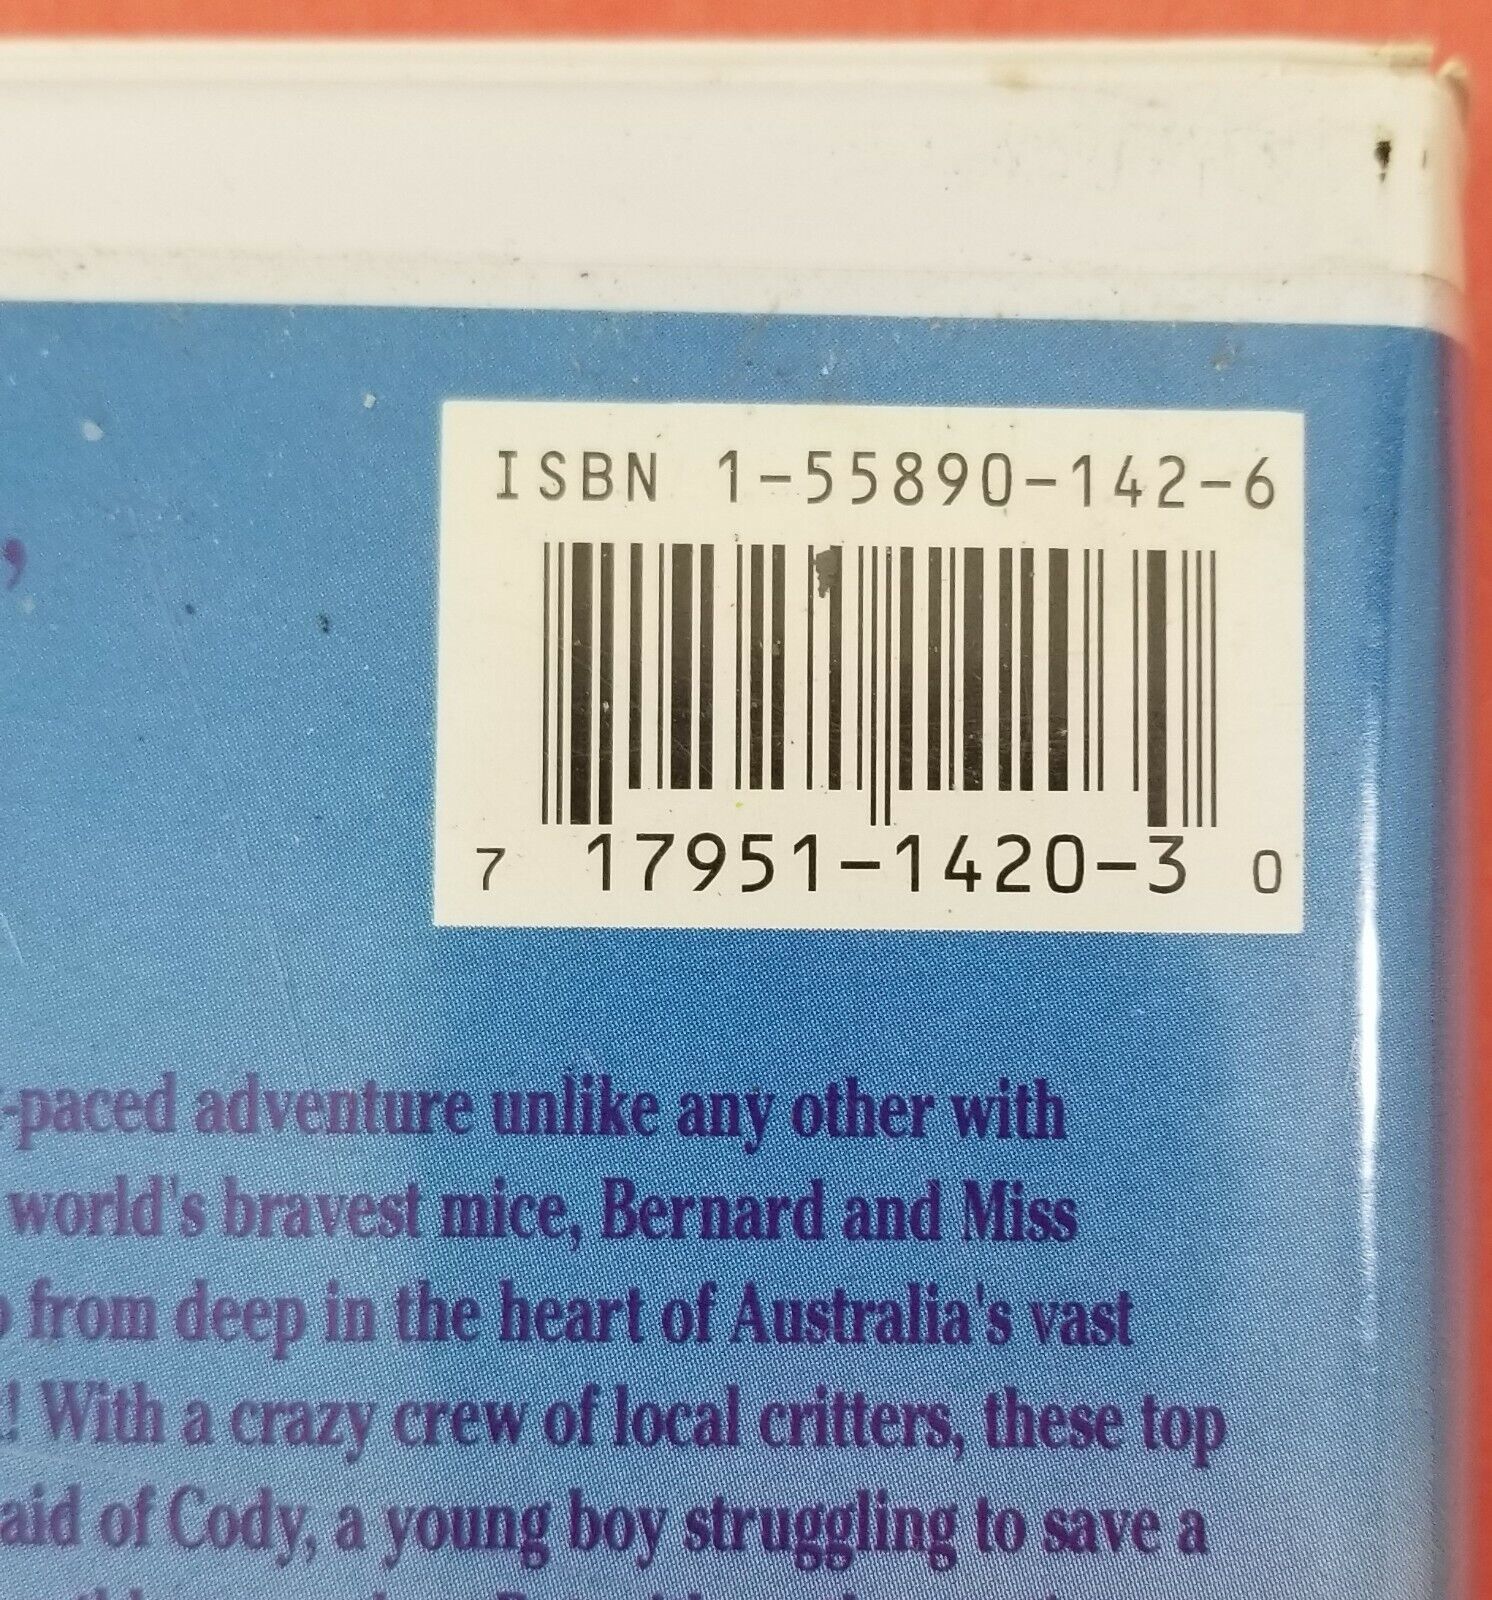 ,
ISBN 1-55890-142-6
7 17951-1420-3 0
-paced adventure unlike any other with
world's bravest mice, Bernard and Miss
from deep in the heart of Australia's vast
! With a crazy crew of local critters, these top
aid of Cody, a young boy struggling to save a